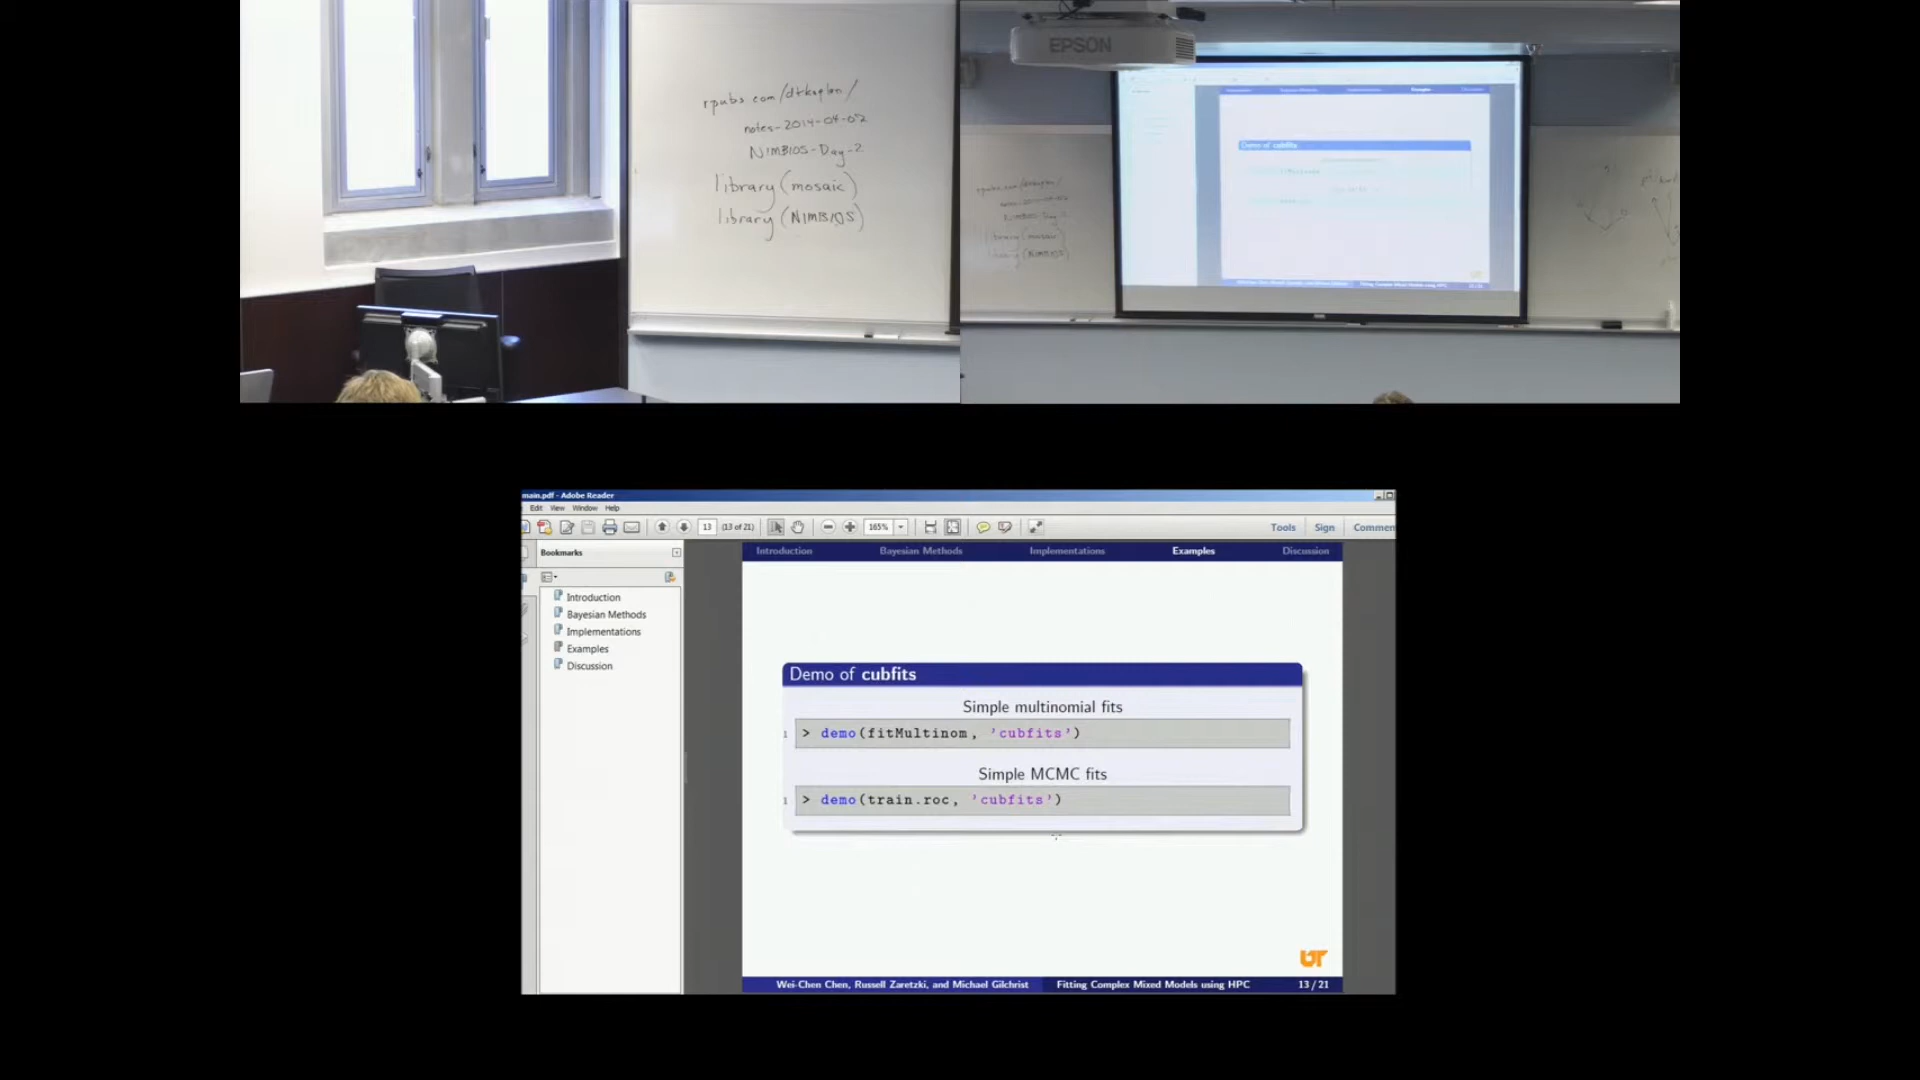 rpubs.com/dtkaplan/
notes-2014-04-02
NIMBIOS-Day-2
library(mosaic)
library(NIMBIOS)
EPSON
Demo of cubfits
main.pdf - Adobe Reader
Edit View Window Help
13 (13 of 21) 165% Tools Sign Commen
Bookmarks
Introduction
Bayesian Methods
Implementations
Examples
Discussion
Introduction Bayesian Methods Implementations Examples Discussion
Demo of cubfits
Simple multinomial fits
1 > demo(fitMultinom, 'cubfits')
Simple MCMC fits
1 > demo(train.roc, 'cubfits')
UT
Wei-Chen Chen, Russell Zaretzki, and Michael Gilchrist Fitting Complex Mixed Models using HPC 13 / 21